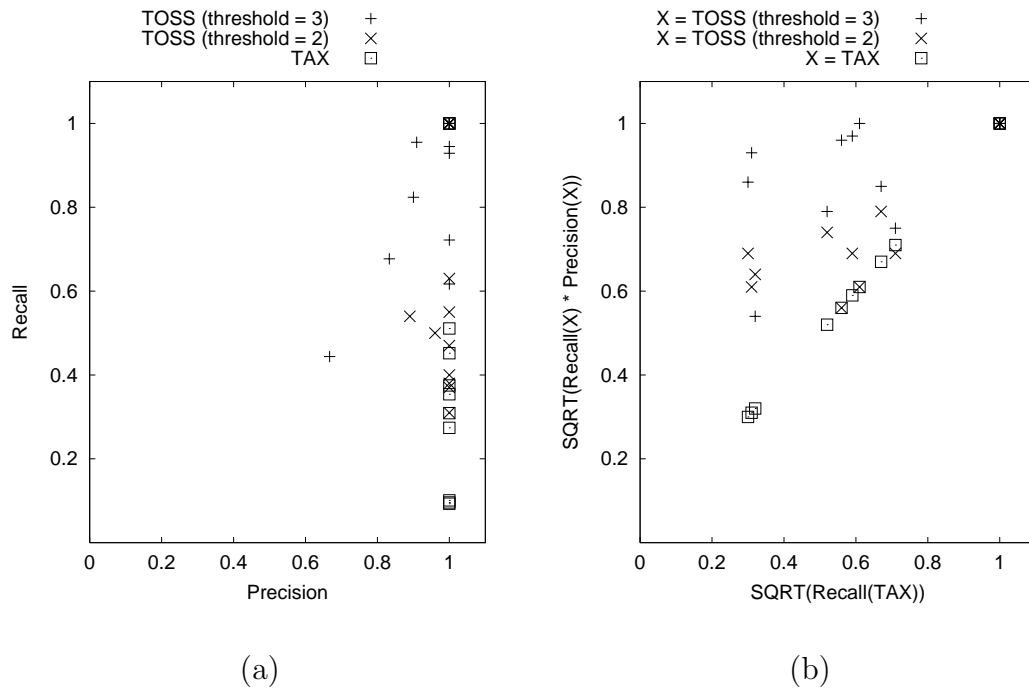 TOSS (threshold = 3)
TOSS (threshold = 2)
TAX
1
0.8
0.6
0.4
0.2
0 0.2 0.4 0.6 0.8 1
Recall
Precision
(a)
X = TOSS (threshold = 3)
X = TOSS (threshold = 2)
X = TAX
1
0.8
0.6
0.4
0.2
0 0.2 0.4 0.6 0.8 1
SQRT(Recall(X) * Precision(X))
SQRT(Recall(TAX))
(b)